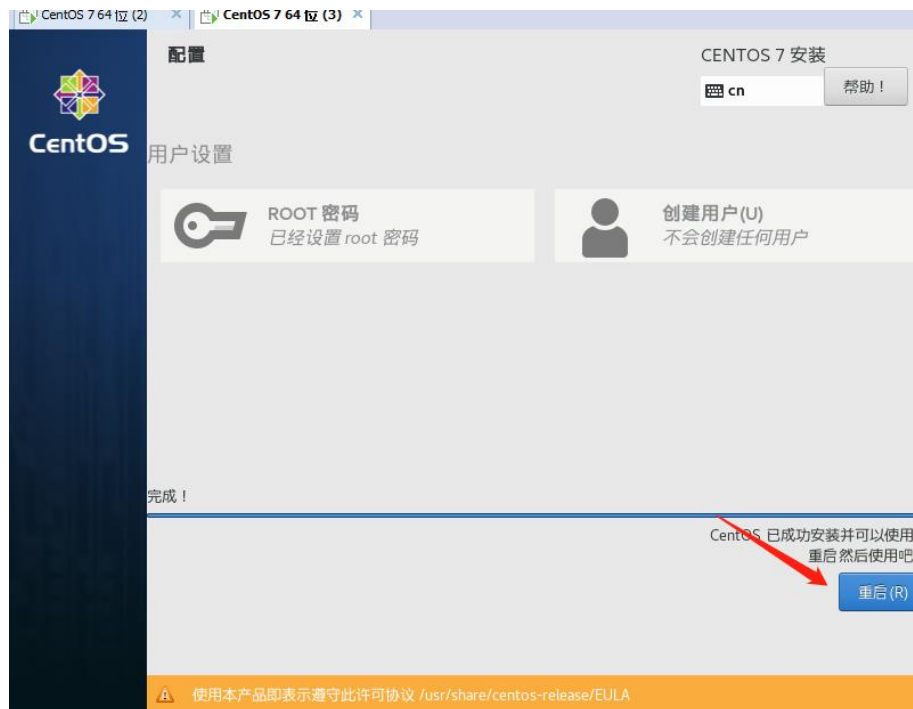 CentOS 7 64 位 (2)
CentOS 7 64 位 (3)
配置
CENTOS 7 安装
cn
帮助！
CentOS
用户设置
ROOT 密码
已经设置 root 密码
创建用户(U)
不会创建任何用户
完成！
CentOS 已成功安装并可以使用
重启然后使用吧
重启(R)
使用本产品即表示遵守此许可协议 /usr/share/centos-release/EULA